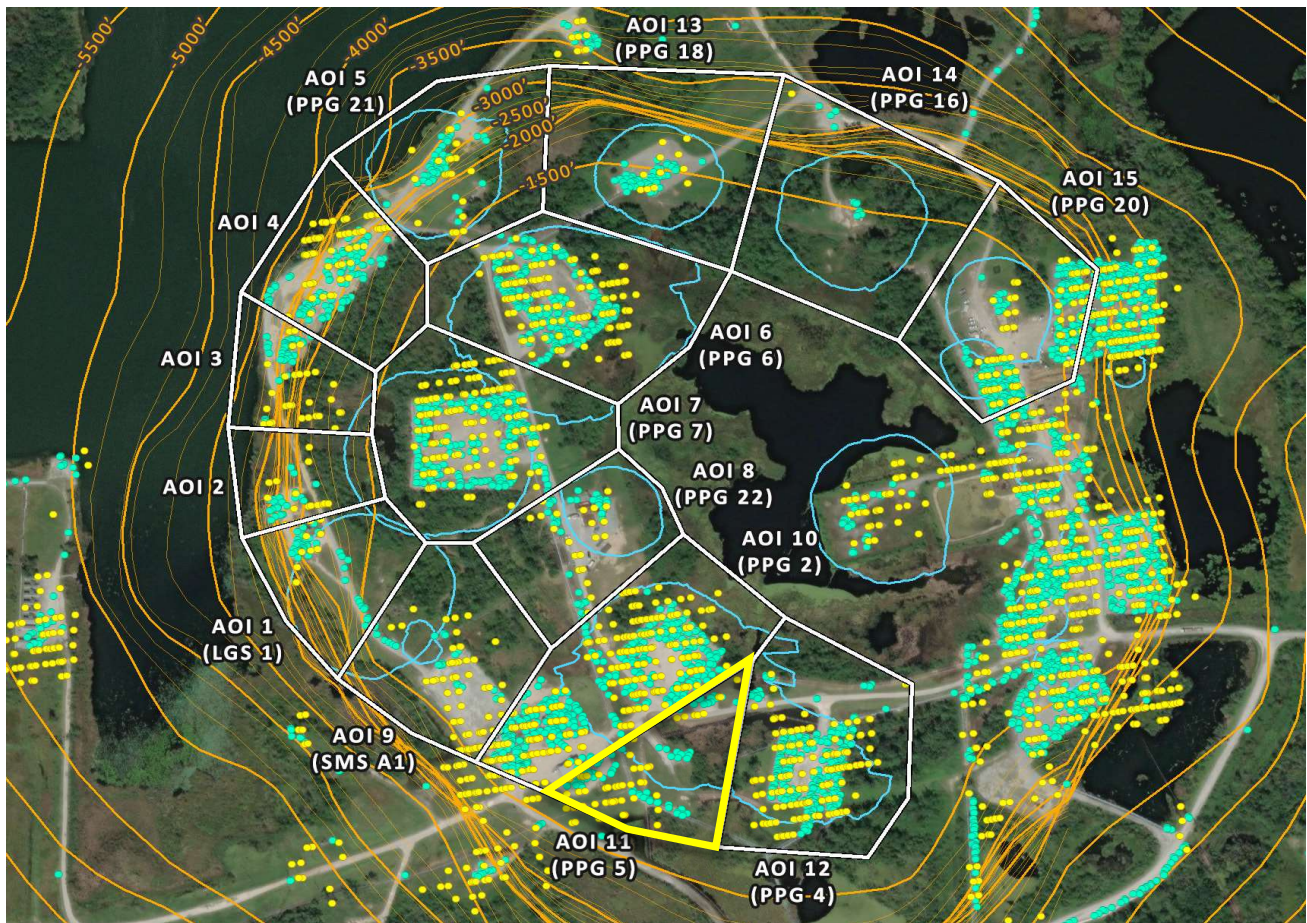 -5500'
-5000'
-4500'
-4000'
-3500'
-3000'
-2500'
-2000'
-1500'
AOI 13
(PPG 18)
AOI 14
(PPG 16)
AOI 5
(PPG 21)
AOI 15
(PPG 20)
AOI 4
AOI 3
AOI 6
(PPG 6)
AOI 7
(PPG 7)
AOI 2
AOI 8
(PPG 22)
AOI 10
(PPG 2)
AOI 1
(LGS 1)
AOI 9
(SMS A1)
AOI 11
(PPG 5)
AOI 12
(PPG 4)